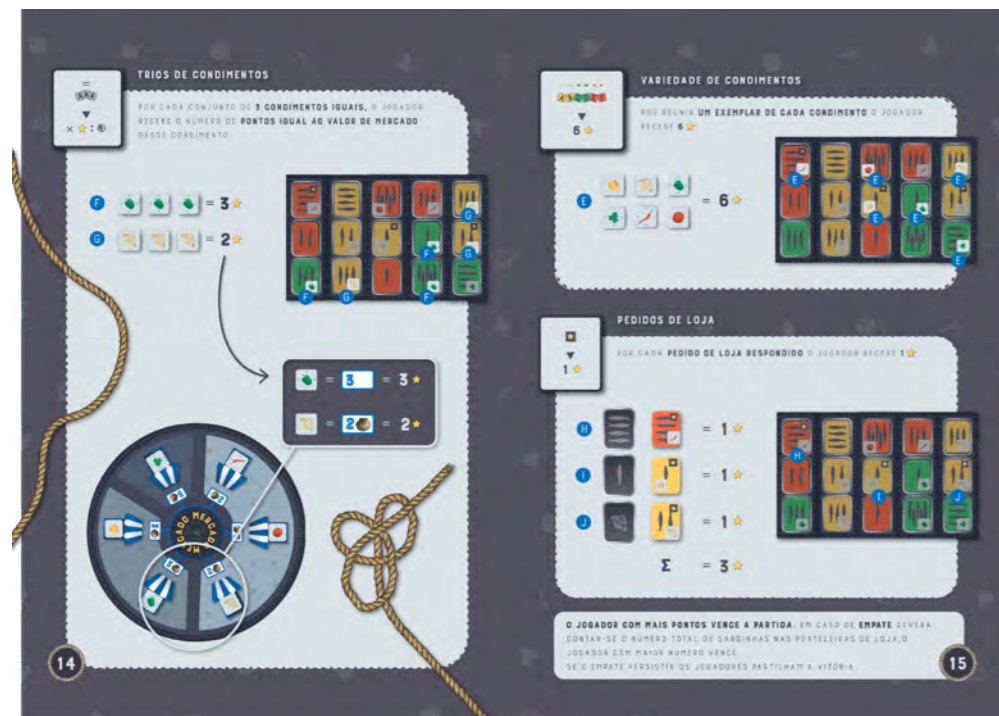 TRIOS DE CONDIMENTOS
=
× : 
POR CADA CONJUNTO DE 3 CONDIMENTOS IGUAIS, O JOGADOR
RECEBE O NÚMERO DE PONTOS IGUAL AO VALOR DE MERCADO
DESSE CONDIMENTO
F = 3
G = 2
G
F G
F G F
3 = 3
= 2 = 2
MERCADO MERCADO
14
VARIEDADE DE CONDIMENTOS
6
POR REUNIR UM EXEMPLAR DE CADA CONDIMENTO O JOGADOR
RECEBE 6
E = 6
E E E E
E E
E
PEDIDOS DE LOJA
1
POR CADA PEDIDO DE LOJA RESPONDIDO O JOGADOR RECEBE 1
H = 1
I = 1
J = 1
Σ = 3
H
I J
O JOGADOR COM MAIS PONTOS VENCE A PARTIDA. EM CASO DE EMPATE DEVERÁ
CONTAR-SE O NÚMERO TOTAL DE SARDINHAS NAS PRATELEIRAS DE LOJA, O
JOGADOR COM MAIOR NÚMERO VENCE.
SE O EMPATE PERSISTIR OS JOGADORES PARTILHAM A VITÓRIA.
15